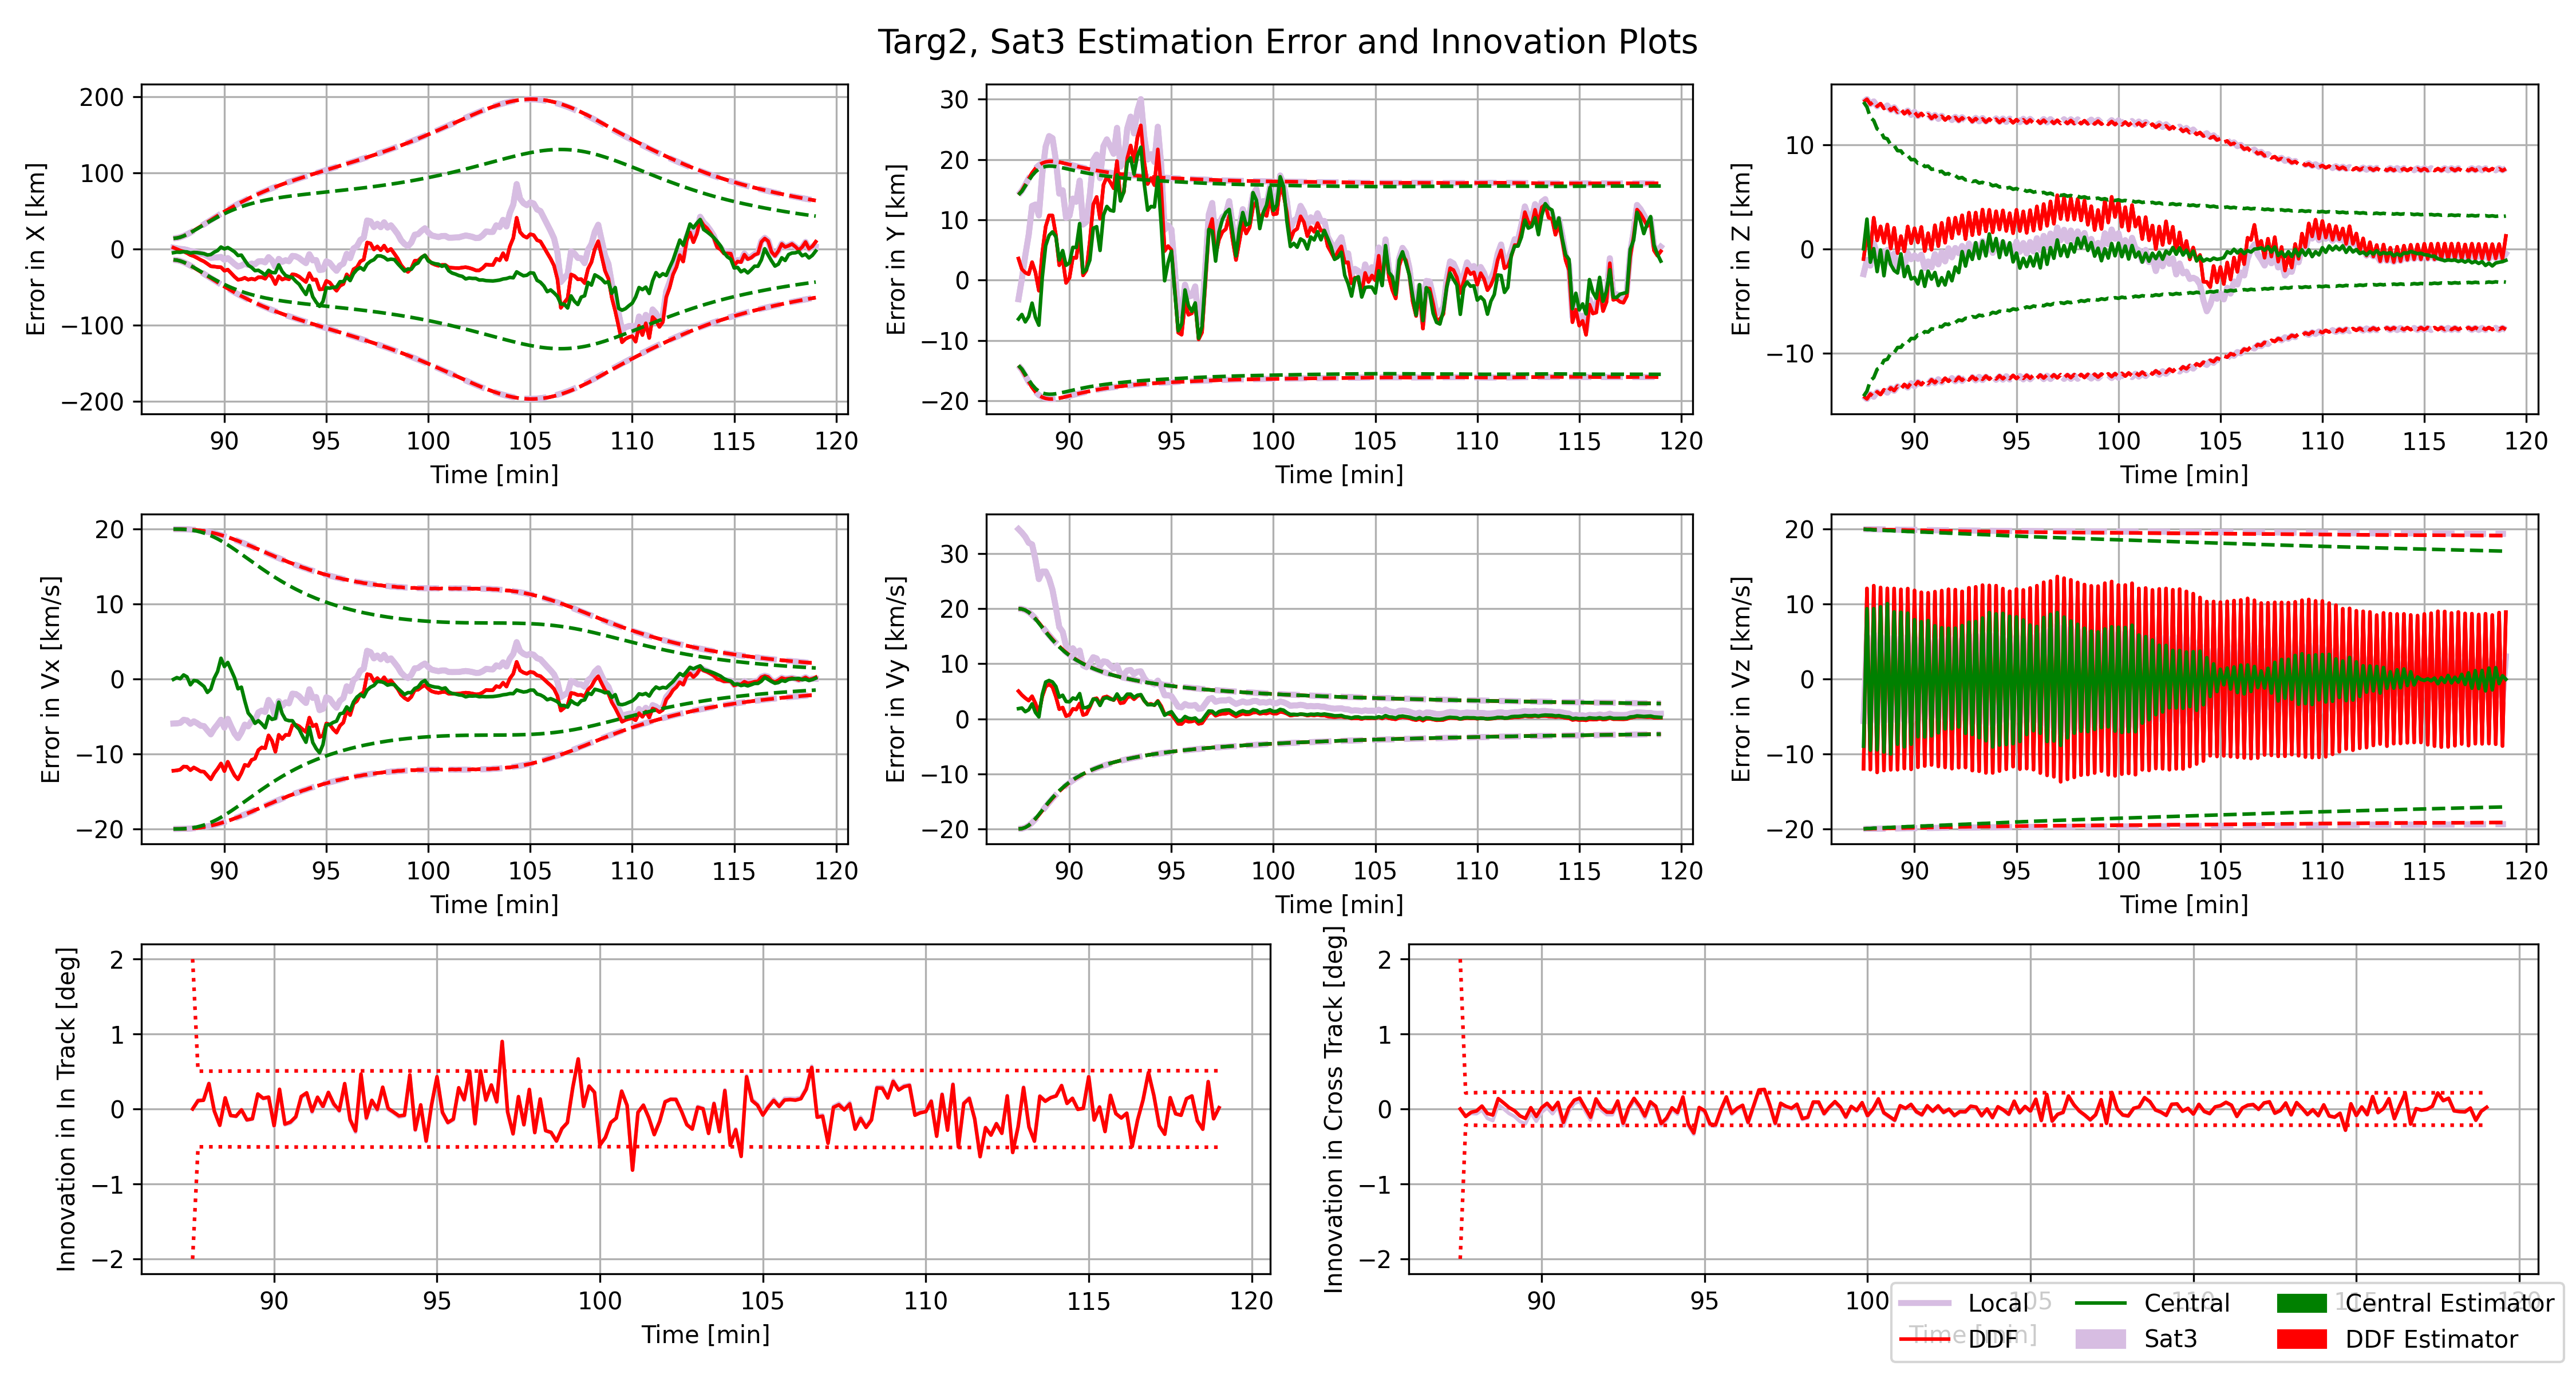 Targ2, Sat3 Estimation Error and Innovation Plots
Error in X [km]
200
100
0
−100
−200
90 95 100 105 110 115 120
Time [min]
Error in Y [km]
30
20
10
0
−10
−20
90 95 100 105 110 115 120
Time [min]
Error in Z [km]
10
0
−10
90 95 100 105 110 115 120
Time [min]
Error in Vx [km/s]
20
10
0
−10
−20
90 95 100 105 110 115 120
Time [min]
Error in Vy [km/s]
30
20
10
0
−10
−20
90 95 100 105 110 115 120
Time [min]
Error in Vz [km/s]
20
10
0
−10
−20
90 95 100 105 110 115 120
Time [min]
Innovation in In Track [deg]
2
1
0
−1
−2
90 95 100 105 110 115 120
Time [min]
Innovation in Cross Track [deg]
2
1
0
−1
−2
90 95 100 105 110 115 120
Time [min]
Local Central Central Estimator
DDF Sat3 DDF Estimator